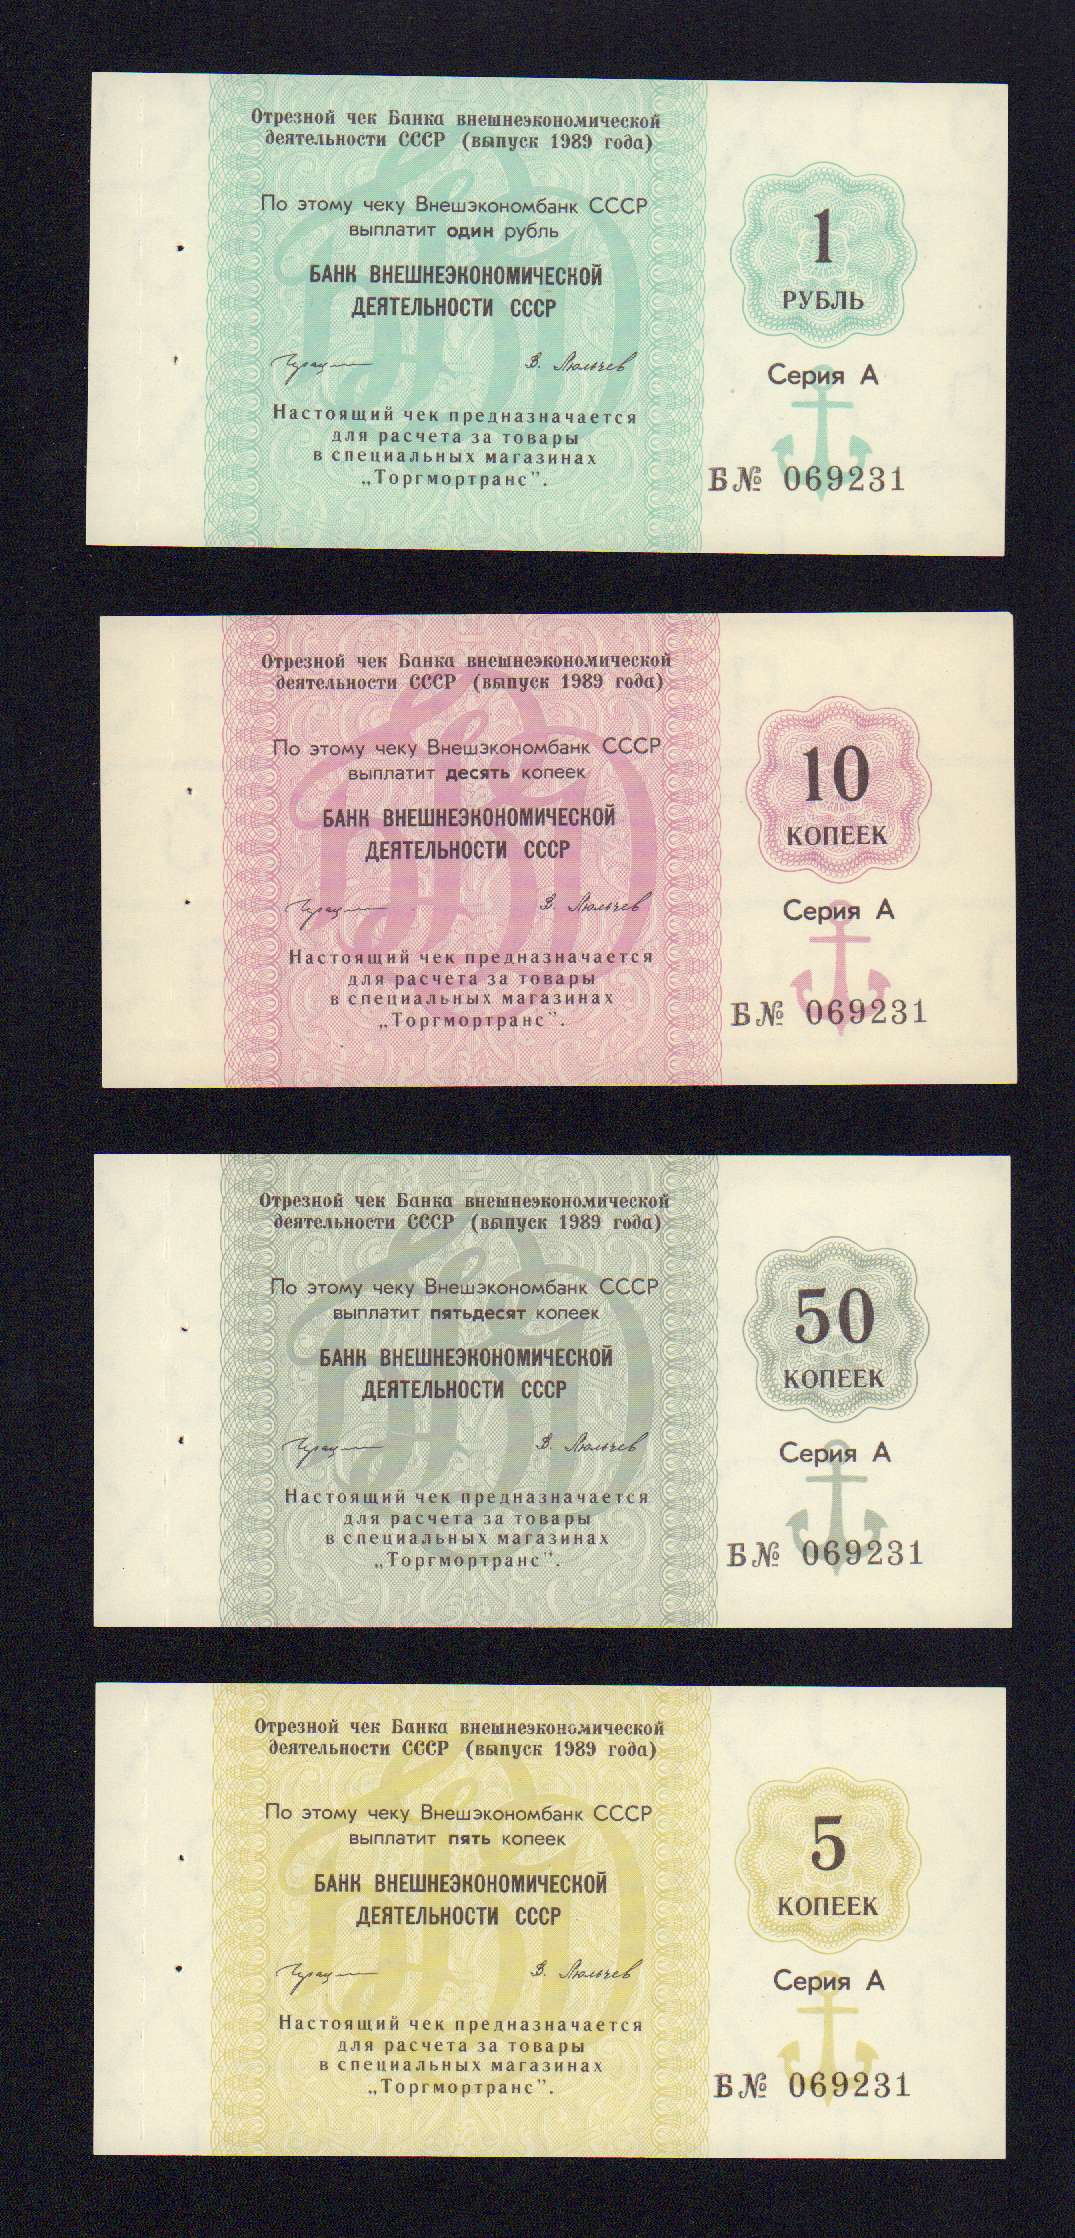 Отрезной чек Банка внешнеэкономической
деятельности СССР (выпуск 1989 года)
По этому чеку Внешэкономбанк СССР
выплатит один рубль
БАНК ВНЕШНЕЭКОНОМИЧЕСКОЙ
ДЕЯТЕЛЬНОСТИ СССР
В. Люльчев
Настоящий чек предназначается
для расчета за товары
в специальных магазинах
„Торгмортранс”.
1
РУБЛЬ
Серия А
Б№ 069231
Отрезной чек Банка внешнеэкономической
деятельности СССР (выпуск 1989 года)
По этому чеку Внешэкономбанк СССР
выплатит десять копеек
БАНК ВНЕШНЕЭКОНОМИЧЕСКОЙ
ДЕЯТЕЛЬНОСТИ СССР
В. Люльчев
Настоящий чек предназначается
для расчета за товары
в специальных магазинах
„Торгмортранс”.
10
КОПЕЕК
Серия А
Б№ 069231
Отрезной чек Банка внешнеэкономической
деятельности СССР (выпуск 1989 года)
По этому чеку Внешэкономбанк СССР
выплатит пятьдесят копеек
БАНК ВНЕШНЕЭКОНОМИЧЕСКОЙ
ДЕЯТЕЛЬНОСТИ СССР
В. Люльчев
Настоящий чек предназначается
для расчета за товары
в специальных магазинах
„Торгмортранс”.
50
КОПЕЕК
Серия А
Б№ 069231
Отрезной чек Банка внешнеэкономической
деятельности СССР (выпуск 1989 года)
По этому чеку Внешэкономбанк СССР
выплатит пять копеек
БАНК ВНЕШНЕЭКОНОМИЧЕСКОЙ
ДЕЯТЕЛЬНОСТИ СССР
В. Люльчев
Настоящий чек предназначается
для расчета за товары
в специальных магазинах
„Торгмортранс”.
5
КОПЕЕК
Серия А
Б№ 069231